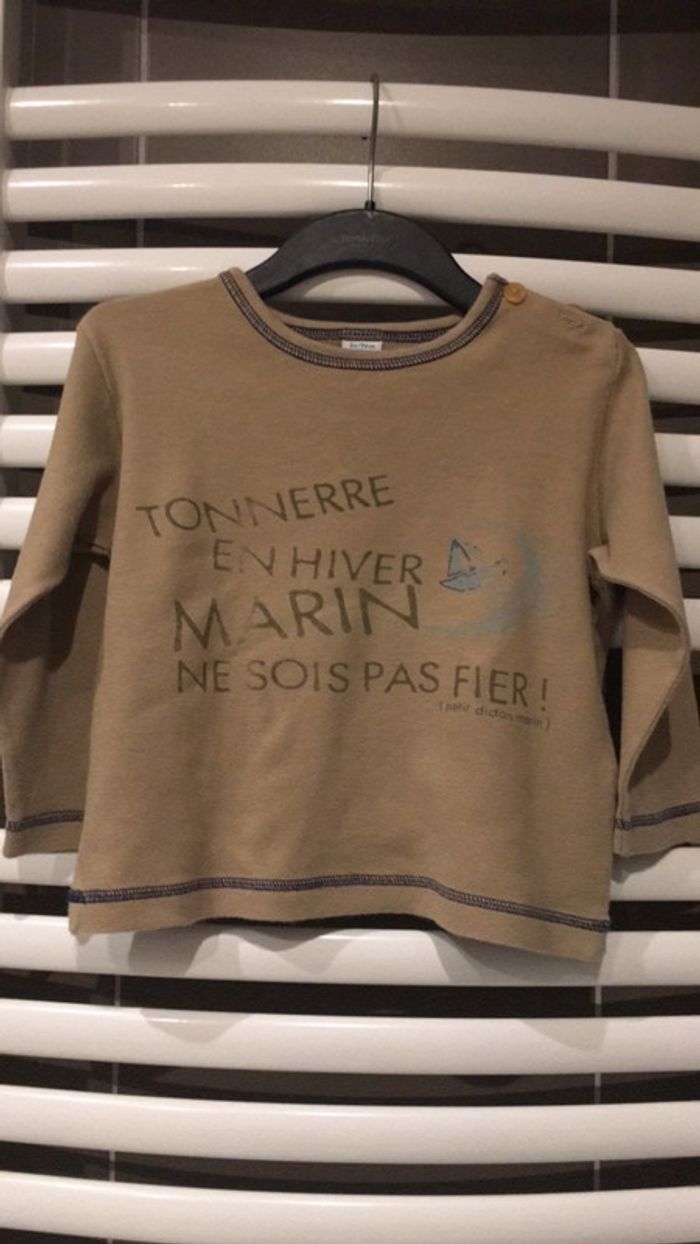 TONNERRE
EN HIVER
MARIN
NE SOIS PAS FIER !
(petit dicton marin)